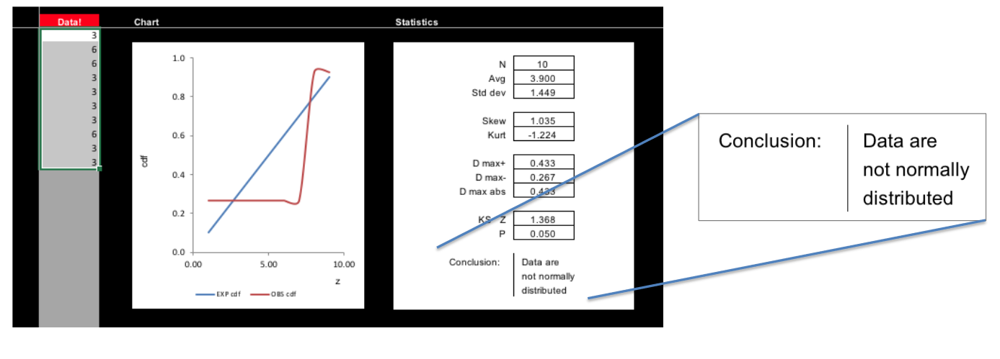 Data! Chart Statistics
3
6
6
3
3
3
3
6
3
3
1.0
0.8
0.6
0.4
0.2
0.0
cdf
0.00 5.00 10.00
z
EXP cdf OBS cdf
N 10
Avg 3.900
Std dev 1.449
Skew 1.035
Kurt -1.224
D max+ 0.433
D max- 0.267
D max abs 0.433
KS - Z 1.368
P 0.050
Conclusion: Data are
not normally
distributed
Conclusion: Data are
not normally
distributed